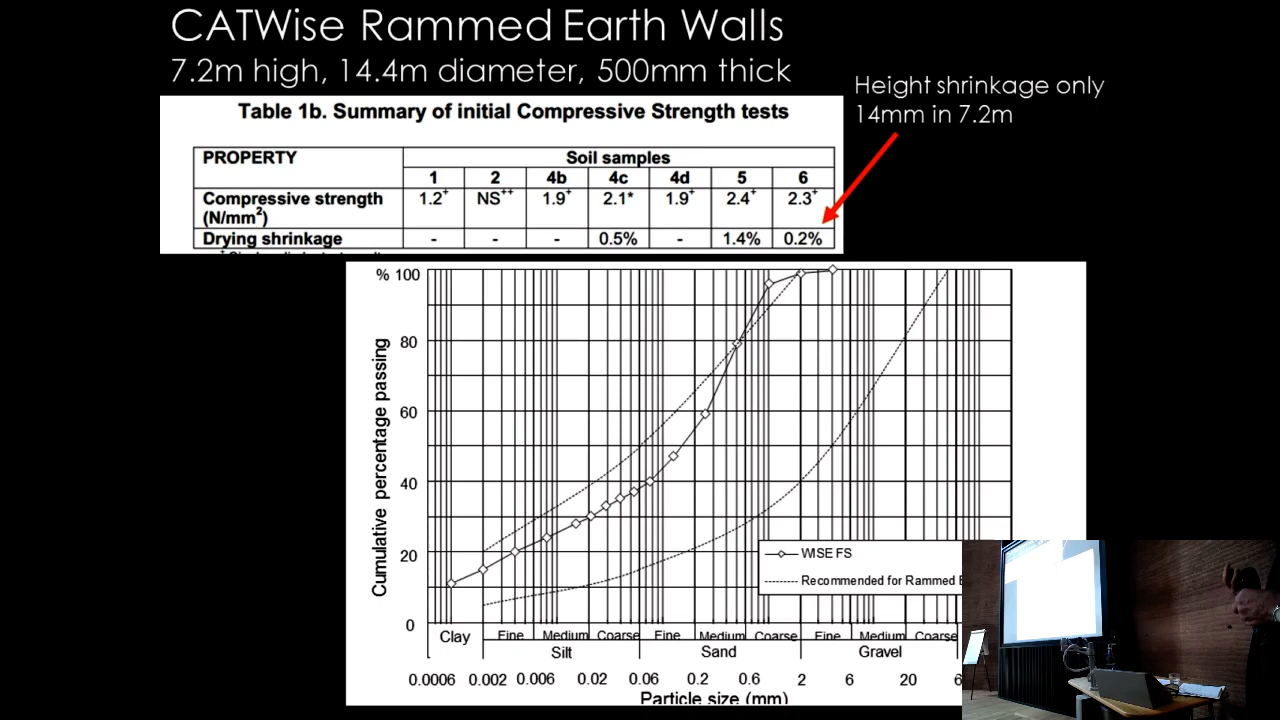 CATWise Rammed Earth Walls
7.2m high, 14.4m diameter, 500mm thick
Height shrinkage only
14mm in 7.2m
Table 1b. Summary of initial Compressive Strength tests
PROPERTY Soil samples
1 2 4b 4c 4d 5 6
Compressive strength (N/mm²) 1.2⁺ NS⁺⁺ 1.9⁺ 2.1* 1.9⁺ 2.4⁺ 2.3⁺
Drying shrinkage - - - 0.5% - 1.4% 0.2%
% 100
80
60
40
20
0
Cumulative percentage passing
WISE FS
Recommended for Rammed
Clay Fine Medium Coarse Fine Medium Coarse Fine Medium Coarse
Silt Sand Gravel
0.0006 0.002 0.006 0.02 0.06 0.2 0.6 2 6 20 6
Particle size (mm)